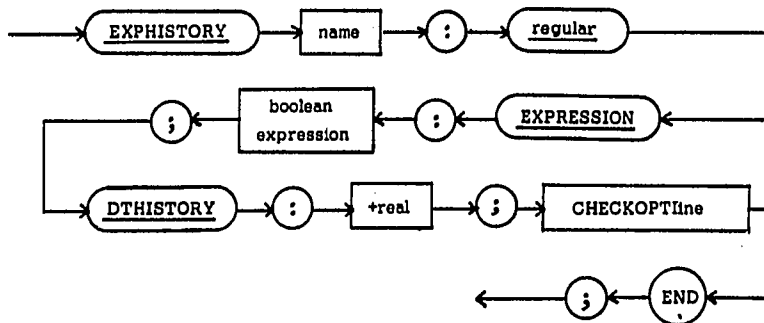 EXPHISTORY name : regular
; boolean expression : EXPRESSION
DTHISTORY : +real ; CHECKOPTline
; END